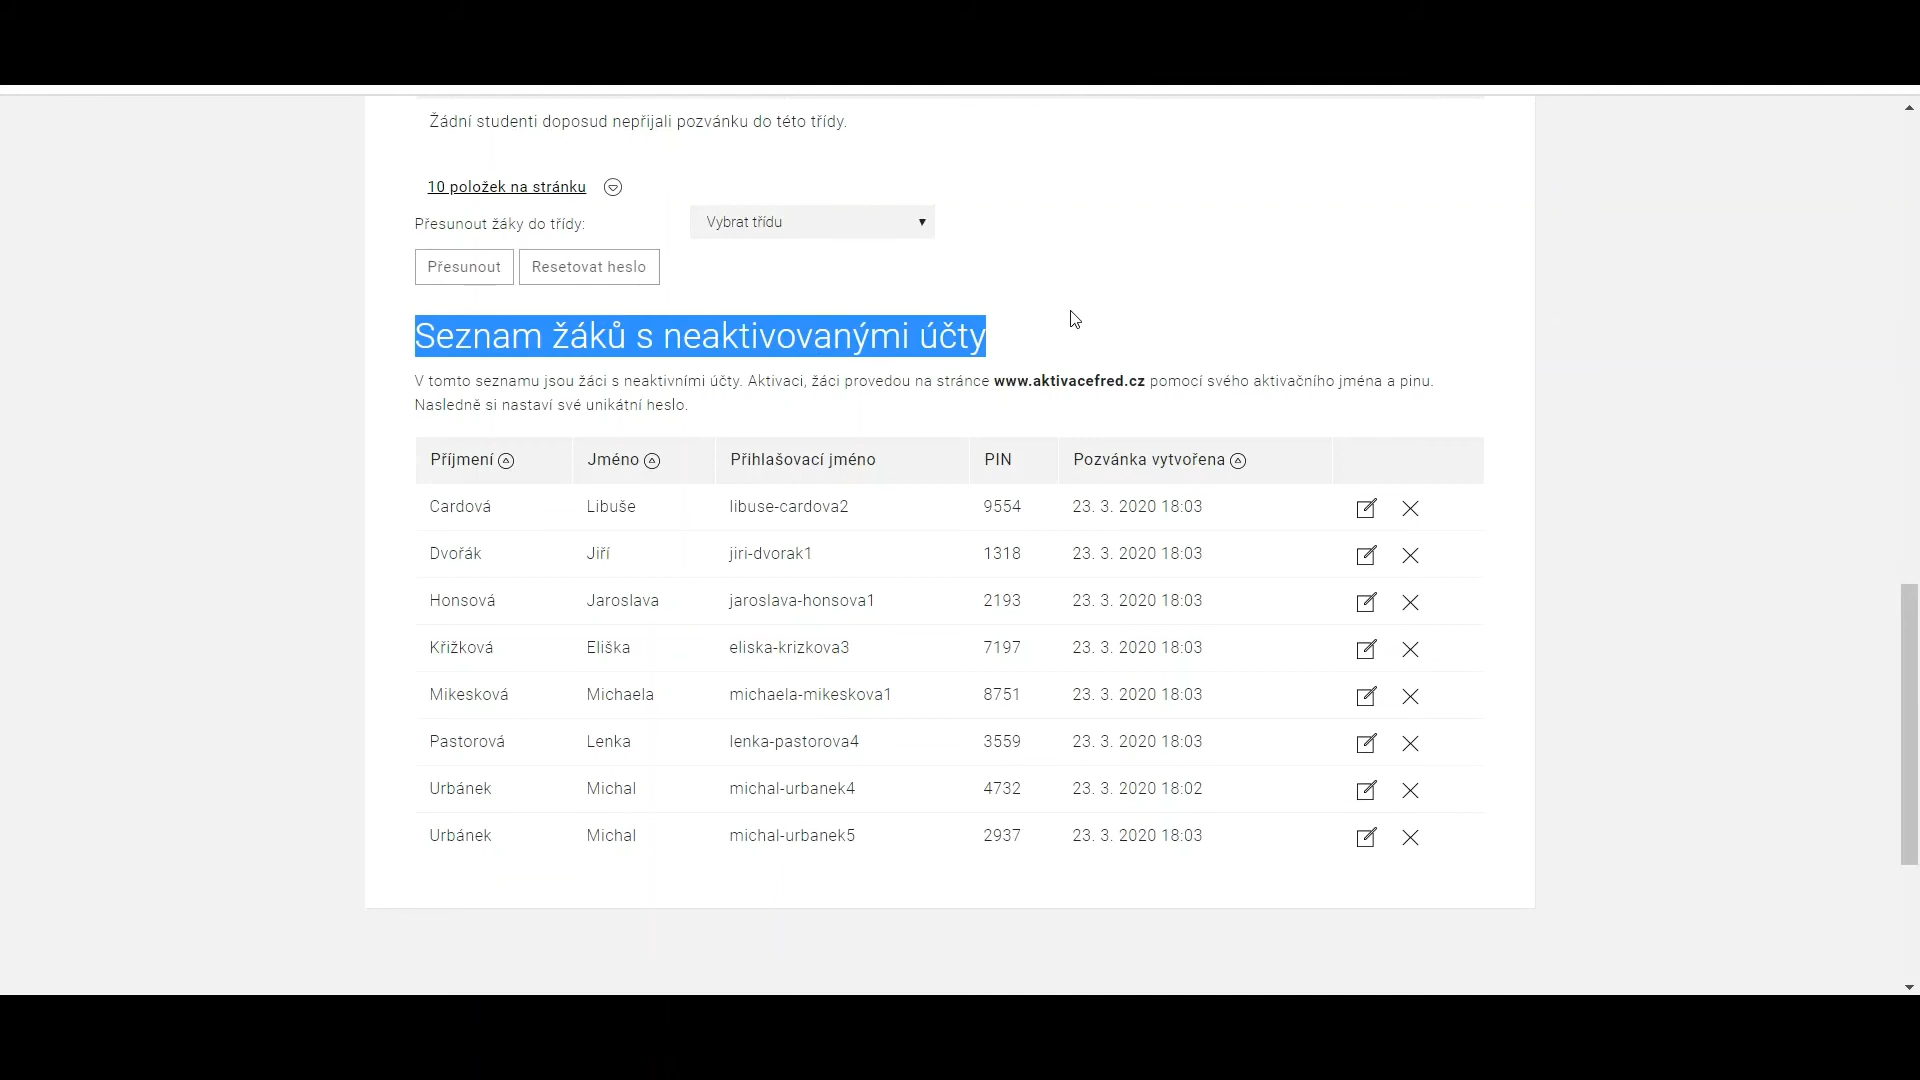 Žádní studenti doposud nepřijali pozvánku do této třídy.
10 položek na stránku
Přesunout žáky do třídy: Vybrat třídu
Přesunout Resetovat heslo
Seznam žáků s neaktivovanými účty
V tomto seznamu jsou žáci s neaktivními účty. Aktivaci, žáci provedou na stránce www.aktivacefred.cz pomocí svého aktivačního jména a pinu.
Nasledně si nastaví své unikátní heslo.
Příjmení Jméno Přihlašovací jméno PIN Pozvánka vytvořena
Cardová Libuše libuse-cardova2 9554 23. 3. 2020 18:03
Dvořák Jiří jiri-dvorak1 1318 23. 3. 2020 18:03
Honsová Jaroslava jaroslava-honsova1 2193 23. 3. 2020 18:03
Křižková Eliška eliska-krizkova3 7197 23. 3. 2020 18:03
Mikesková Michaela michaela-mikeskova1 8751 23. 3. 2020 18:03
Pastorová Lenka lenka-pastorova4 3559 23. 3. 2020 18:03
Urbánek Michal michal-urbanek4 4732 23. 3. 2020 18:02
Urbánek Michal michal-urbanek5 2937 23. 3. 2020 18:03